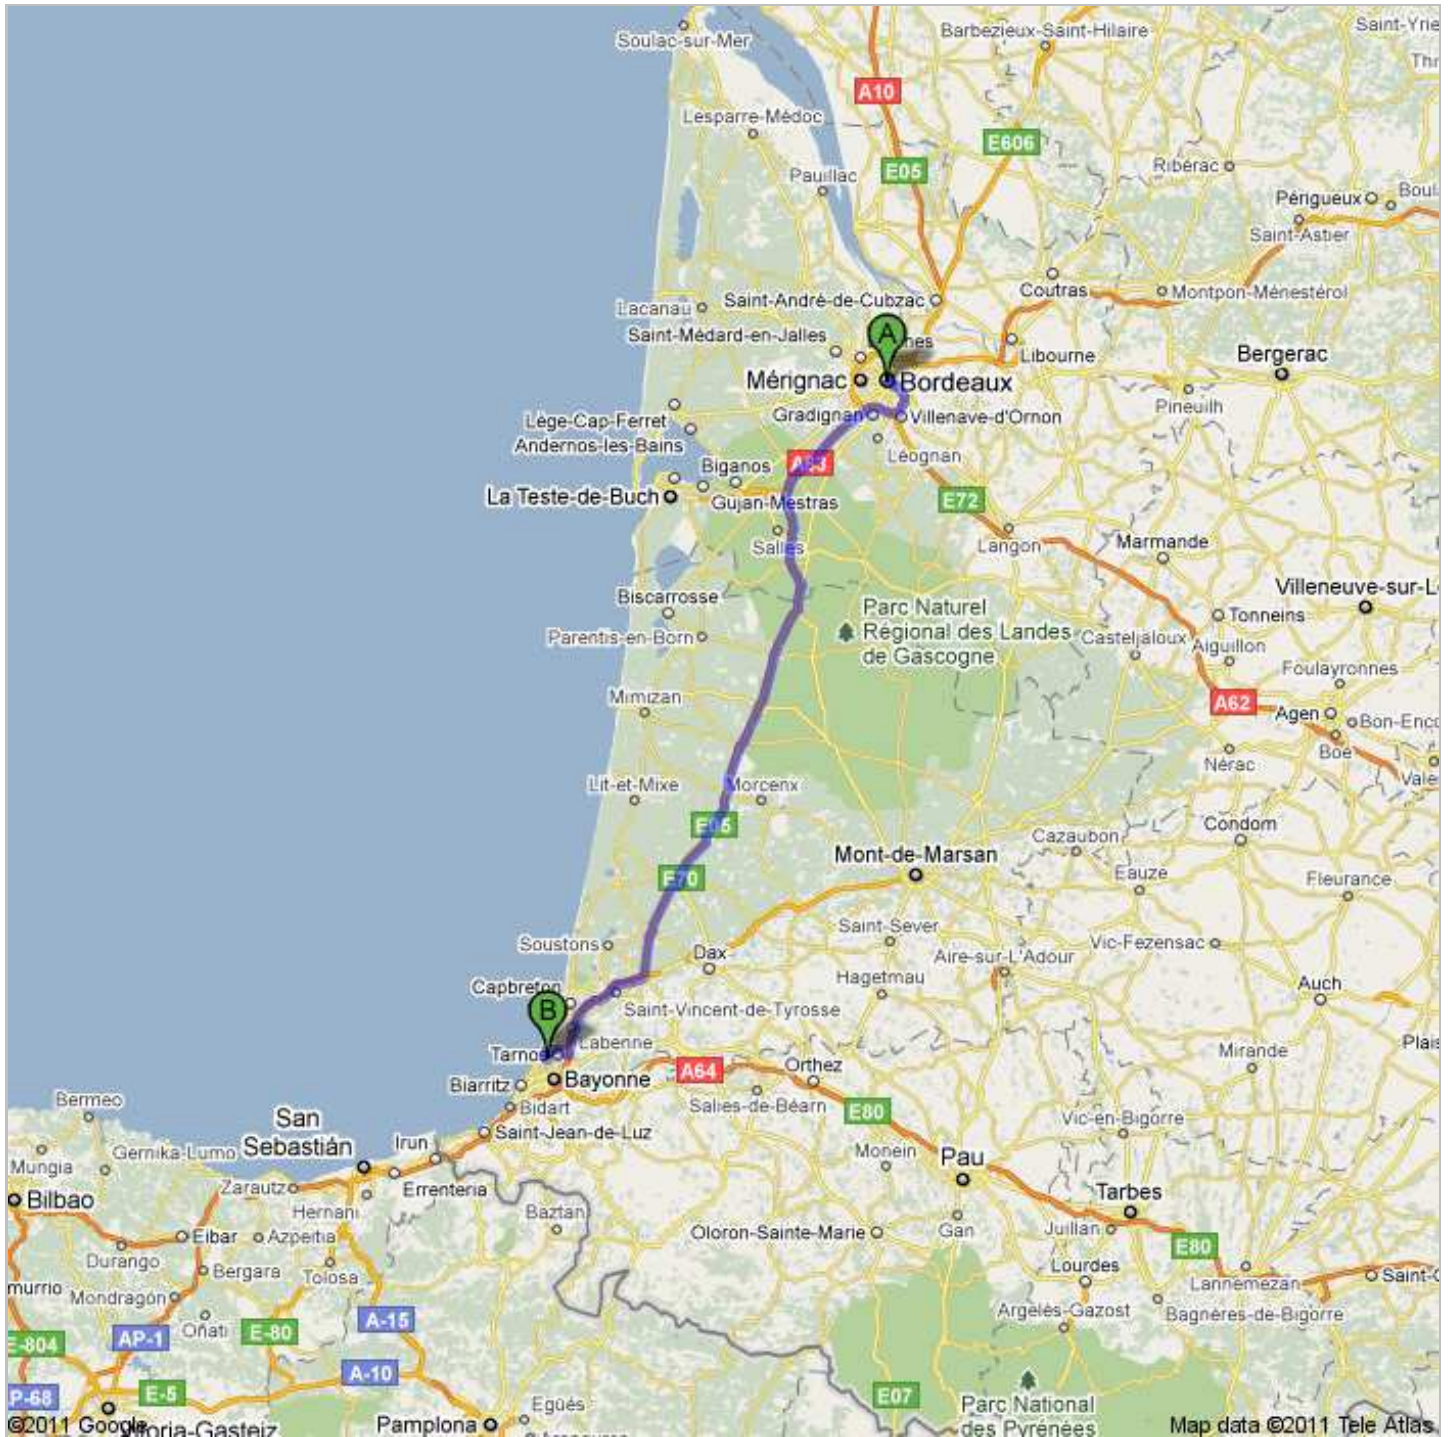 Soulac-sur-Mer
Barbezieux-Saint-Hilaire
A10
Lesparre-Médoc
E606
E05
Ribérac
Pauillac
Périgueux
Saint-Astier
Coutras
Montpon-Ménestérol
Saint-André-de-Cubzac
Lacanau
Saint-Médard-en-Jalles
A
Libourne
Bergerac
Mérignac
Bordeaux
Pineuilh
Gradignan
Villenave-d'Ornon
Lège-Cap-Ferret
Andernos-les-Bains
Léognan
Biganos
A63
La Teste-de-Buch
Gujan-Mestras
E72
Salles
Langon
Marmande
Villeneuve-sur-L
Biscarrosse
Parc Naturel
Régional des Landes
de Gascogne
Tonneins
Parentis-en-Born
Casteljaloux
Aiguillon
Foulayronnes
Mimizan
A62
Agen
Bon-Enc
Boé
Nérac
Lit-et-Mixe
Morcenx
E05
Cazaubon
Condom
Mont-de-Marsan
E70
Eauze
Fleurance
Saint-Sever
Soustons
Dax
Vic-Fezensac
Aire-sur-L'Adour
Hagetmau
Auch
Capbreton
B
Saint-Vincent-de-Tyrosse
Labenne
Tarnos
Mirande
A64
Orthez
Biarritz
Bayonne
Salies-de-Béarn
E80
Bermeo
Bidart
San
Sebastián
Saint-Jean-de-Luz
Vic-en-Bigorre
Irun
Mungia
Gernika-Lumo
Monein
Pau
Zarautz
Errenteria
Tarbes
Bilbao
Hernani
Baztan
Oloron-Sainte-Marie
Gan
Juillan
Eibar
Azpeitia
E80
Durango
Bergara
Tolosa
Lourdes
Lannemezan
Mondragón
Argelès-Gazost
Bagnères-de-Bigorre
Oñati
A-15
AP-1
E-80
E-804
A-10
P-68
E-5
E07
Egüés
Parc National
des Pyrénées
Pamplona
©2011 Google
Map data ©2011 Tele Atlas